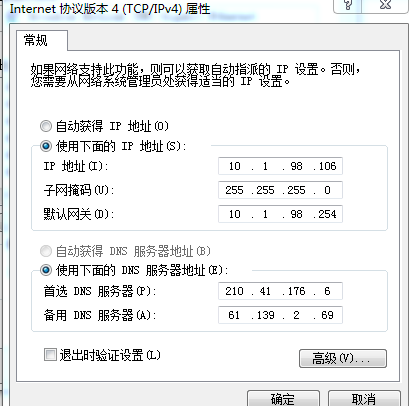 Internet 协议版本 4 (TCP/IPv4) 属性
?
常规
如果网络支持此功能，则可以获取自动指派的 IP 设置。否则，
您需要从网络系统管理员处获得适当的 IP 设置。
自动获得 IP 地址(O)
使用下面的 IP 地址(S):
IP 地址(I): 10 . 1 . 98 .106
子网掩码(U): 255 .255 .255 . 0
默认网关(D): 10 . 1 . 98 .254
自动获得 DNS 服务器地址(B)
使用下面的 DNS 服务器地址(E):
首选 DNS 服务器(P): 210 . 41 .176 . 6
备用 DNS 服务器(A): 61 .139 . 2 . 69
退出时验证设置(L)
高级(V)...
确定 取消